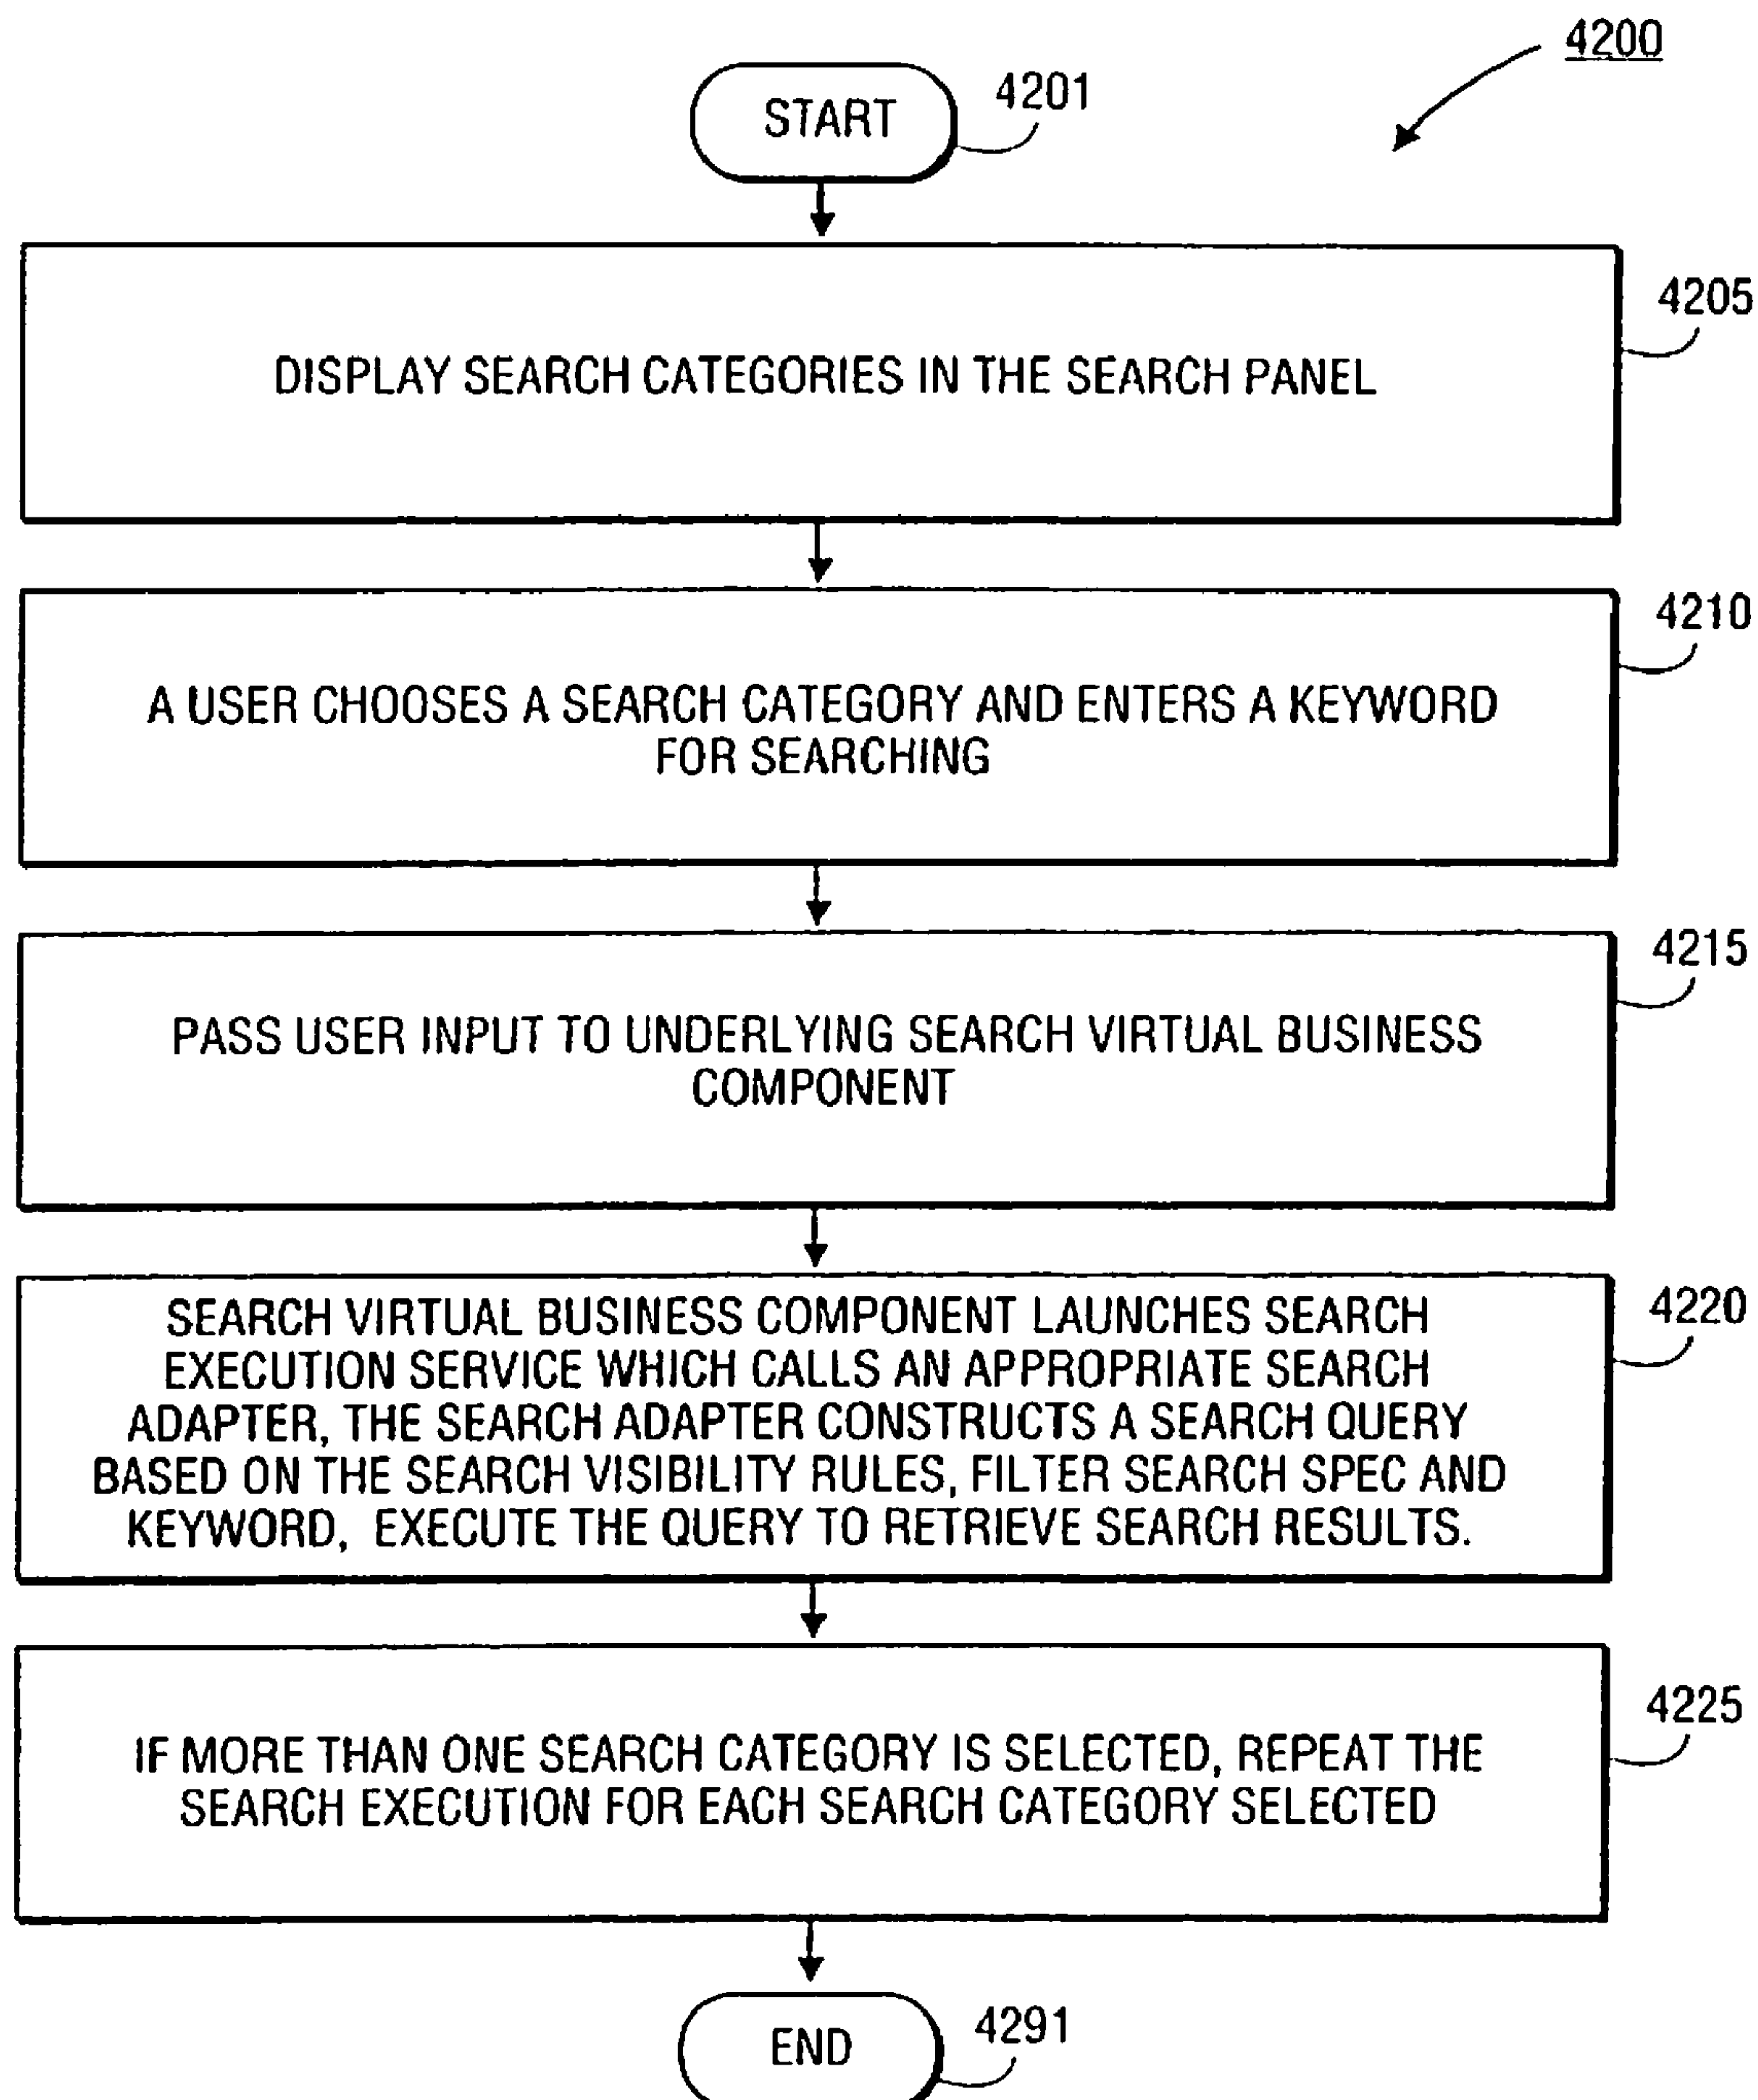 4200
START
4201
4205
DISPLAY SEARCH CATEGORIES IN THE SEARCH PANEL
4210
A USER CHOOSES A SEARCH CATEGORY AND ENTERS A KEYWORD
FOR SEARCHING
4215
PASS USER INPUT TO UNDERLYING SEARCH VIRTUAL BUSINESS
COMPONENT
4220
SEARCH VIRTUAL BUSINESS COMPONENT LAUNCHES SEARCH
EXECUTION SERVICE WHICH CALLS AN APPROPRIATE SEARCH
ADAPTER, THE SEARCH ADAPTER CONSTRUCTS A SEARCH QUERY
BASED ON THE SEARCH VISIBILITY RULES, FILTER SEARCH SPEC AND
KEYWORD, EXECUTE THE QUERY TO RETRIEVE SEARCH RESULTS.
4225
IF MORE THAN ONE SEARCH CATEGORY IS SELECTED, REPEAT THE
SEARCH EXECUTION FOR EACH SEARCH CATEGORY SELECTED
END
4291